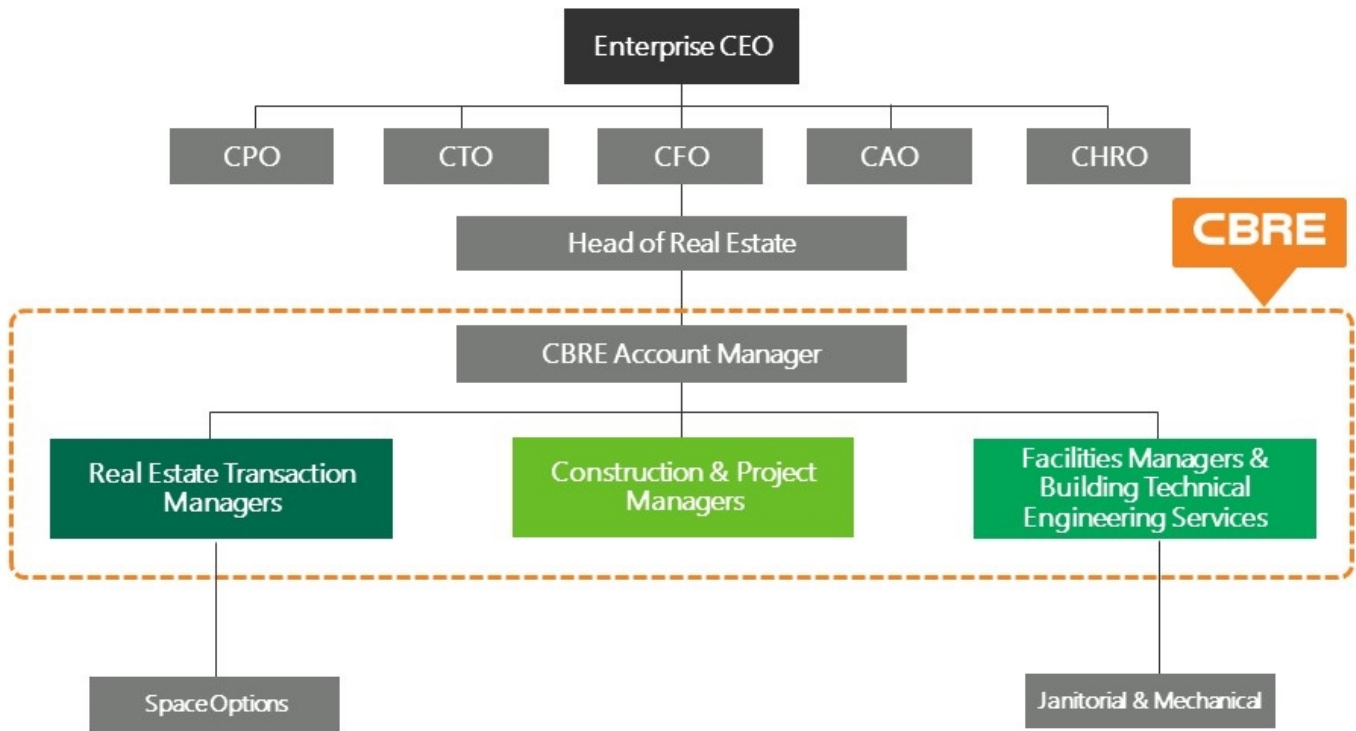 Enterprise CEO
CPO
CTO
CFO
CAO
CHRO
Head of Real Estate
CBRE
CBRE Account Manager
Real Estate Transaction
Managers
Construction & Project
Managers
Facilities Managers &
Building Technical
Engineering Services
Space Options
Janitorial & Mechanical